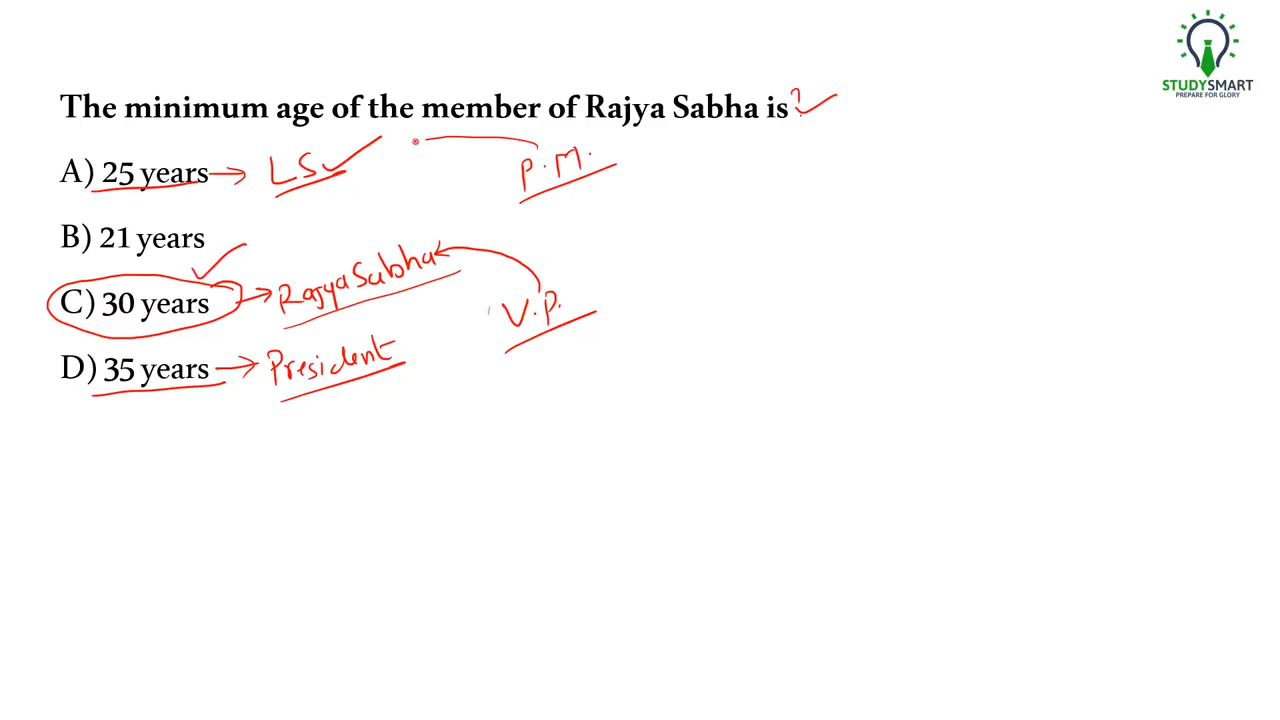 STUDYSMART
PREPARE FOR GLORY
The minimum age of the member of Rajya Sabha is?
A) 25 years → LS
P.M.
B) 21 years
C) 30 years → Rajya Sabha
V.P.
D) 35 years → President